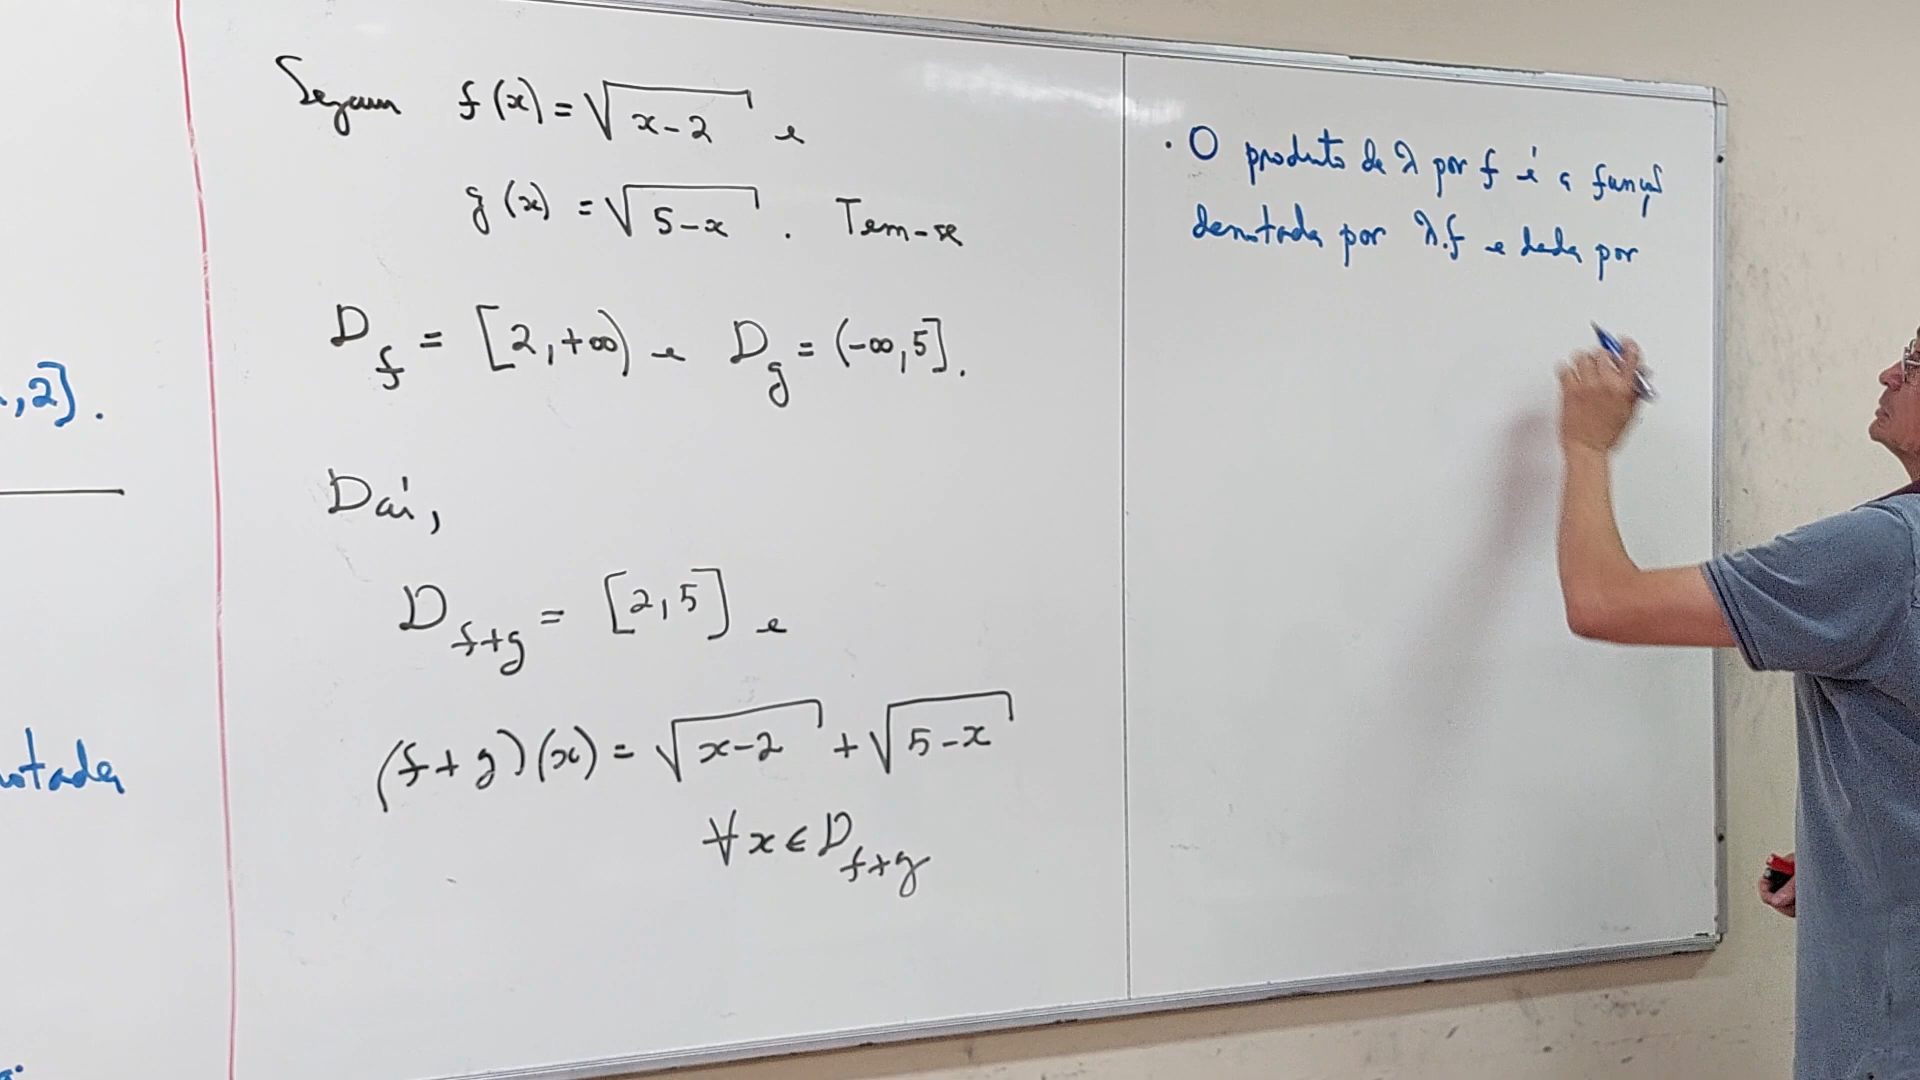 ,2].
notada
Sejam f(x) = √(x-2) e
g(x) = √(5-x). Tem-se
D_f = [2,+∞) e D_g = (-∞,5].
Daí,
D_{f+g} = [2,5] e
(f+g)(x) = √(x-2) + √(5-x)
∀x∈D_{f+g}
· O produto de λ por f é a função
denotada por λ.f e dada por